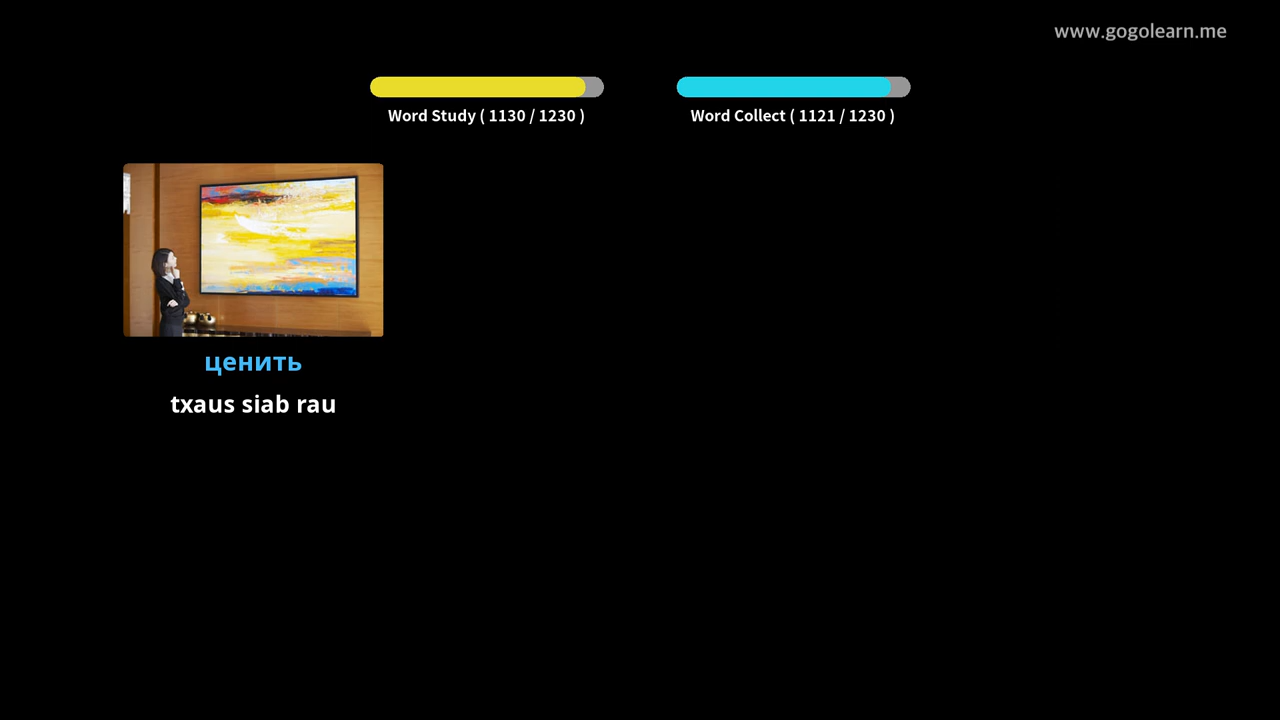 www.gogolearn.me
Word Study ( 1130 / 1230 )
Word Collect ( 1121 / 1230 )
ценить
txaus siab rau